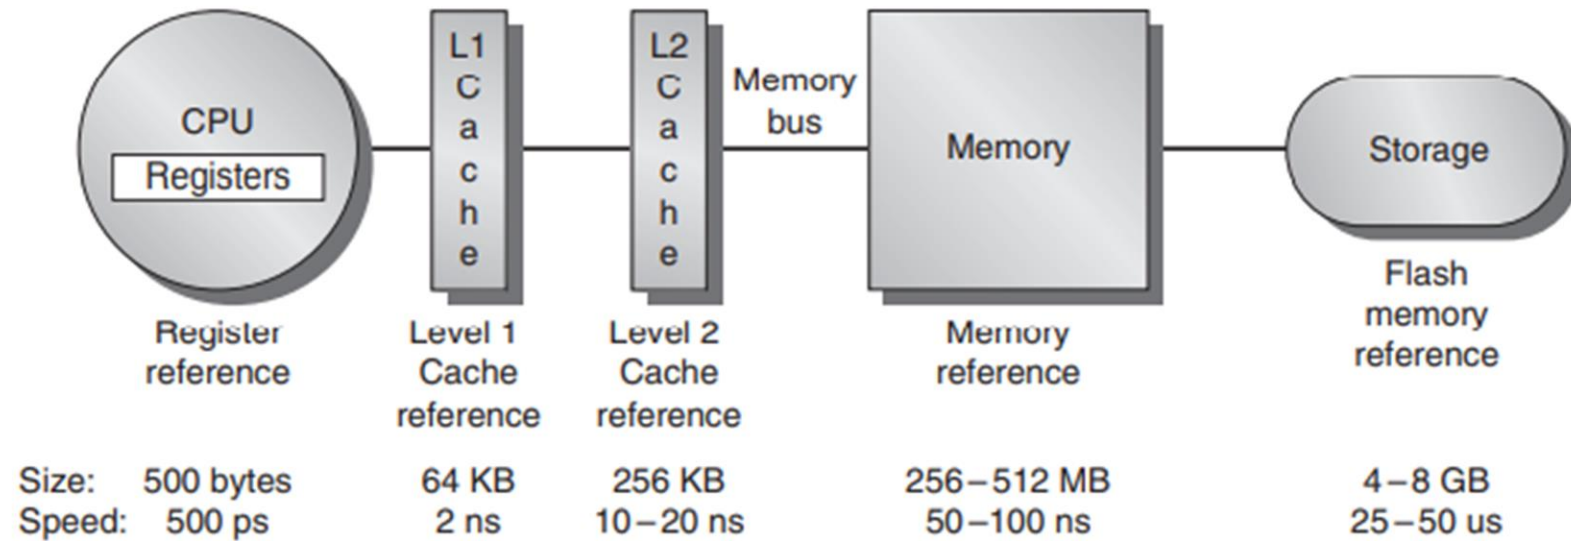 CPU
Registers
L1
C
a
c
h
e
L2
C
a
c
h
e
Memory
bus
Memory
Storage
Register
reference
Level 1
Cache
reference
Level 2
Cache
reference
Memory
reference
Flash
memory
reference
Size: 500 bytes 64 KB 256 KB 256–512 MB 4–8 GB
Speed: 500 ps 2 ns 10–20 ns 50–100 ns 25–50 us